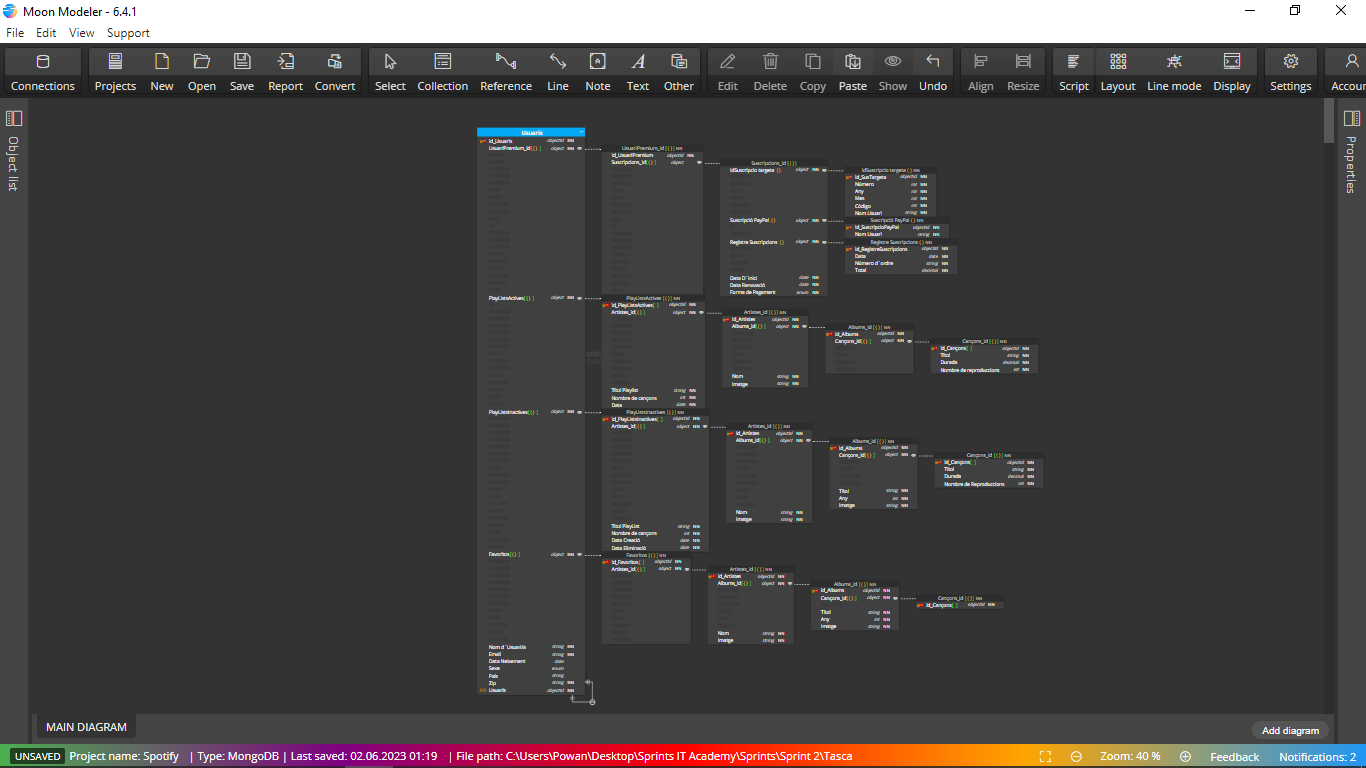 Moon Modeler - 6.4.1
File Edit View Support
Connections Projects New Open Save Report Convert Select Collection Reference Line Note Text Other Edit Delete Copy Paste Show Undo Align Resize Script Layout Line mode Display Settings Accour
Object list
Properties
Usuaris
id_Usuaris objectId NN
UsuariPremium_id[{}] object NN
PlayListsActives[{}] object NN
PlayListsInactives[{}] object NN
Favoritos[{}] object NN
Nom d´Usuari/s string NN
Email string NN
Data Neixement date
Sexe enum
País string
Zip string NN
Usuaris objectId NN
UsuariPremium_id [{}] NN
id_UsuariPremium objectId NN
Suscripcions_id[{}] object
Suscripcions_id [{}]
idSuscripcio targeta {} object NN
Suscripció PayPal {} object NN
Registre Suscripcions {} object NN
Data D´inici date NN
Data Renovació date NN
Forma de Pagament enum NN
idSuscripcio targeta {} NN
id_SusTargeta objectId NN
Número int NN
Any int NN
Mes int NN
Código int NN
Nom Usuari string NN
Suscripció PayPal {} NN
id_SuscripcioPayPal objectId NN
Nom Usuari string NN
Registre Suscripcions {} NN
id_RegistreSuscripcions objectId NN
Data date NN
Número d´ordre string NN
Total decimal NN
PlayListsActives [{}] NN
id_PlayListsActives[] objectId NN
Artistes_id[{}] object NN
Titol Playlist string NN
Nombre de cançons int NN
Data date NN
Artistes_id [{}] NN
id_Artistes objectId NN
Albums_id[{}] object NN
Nom string NN
Imatge string NN
Albums_id [{}] NN
id_Albums objectId NN
Cançons_id[{}] object NN
Cançons_id [{}] NN
id_Cançons[] objectId NN
Titol string NN
Durada decimal NN
Nombre de reproduccions int NN
PlayListsInactives [{}] NN
id_PlayListsInactives[] objectId NN
Artistes_id[{}] object NN
Titol PlayList string NN
Nombre de cançons int NN
Data Creació date NN
Data Eliminació date NN
Artistes_id [{}] NN
id_Artistes objectId NN
Albums_id[{}] object NN
Nom string NN
Imatge string NN
Albums_id [{}] NN
id_Albums objectId NN
Cançons_id[{}] object NN
Titol string NN
Any int NN
Imatge string NN
Cançons_id [{}] NN
id_Cançons[] objectId NN
Titol string NN
Durada decimal NN
Nombre de Reproduccions int NN
Favoritos [{}] NN
id_Favoritos[] objectId NN
Artistes_id[{}] object NN
Artistes_id [{}] NN
id_Artistes objectId NN
Albums_id[{}] object NN
Nom string NN
Imatge string NN
Albums_id [{}] NN
id_Albums objectId NN
Cançons_id[{}] object NN
Titol string NN
Any int NN
Imatge string NN
Cançons_id [{}] NN
id_Cançons[] objectId NN
MAIN DIAGRAM
Add diagram
UNSAVED Project name: Spotify | Type: MongoDB | Last saved: 02.06.2023 01:19 | File path: C:\Users\Powan\Desktop\Sprints IT Academy\Sprints\Sprint 2\Tasca Zoom: 40 % Feedback Notifications: 2